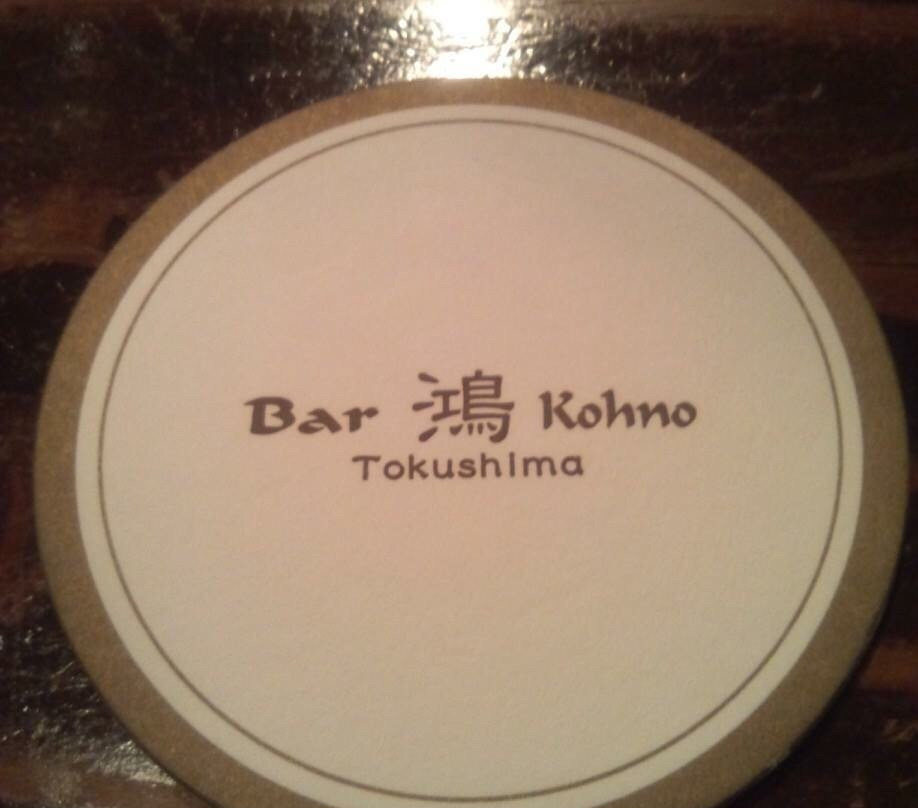 Bar 鴻 Kohno
Tokushima